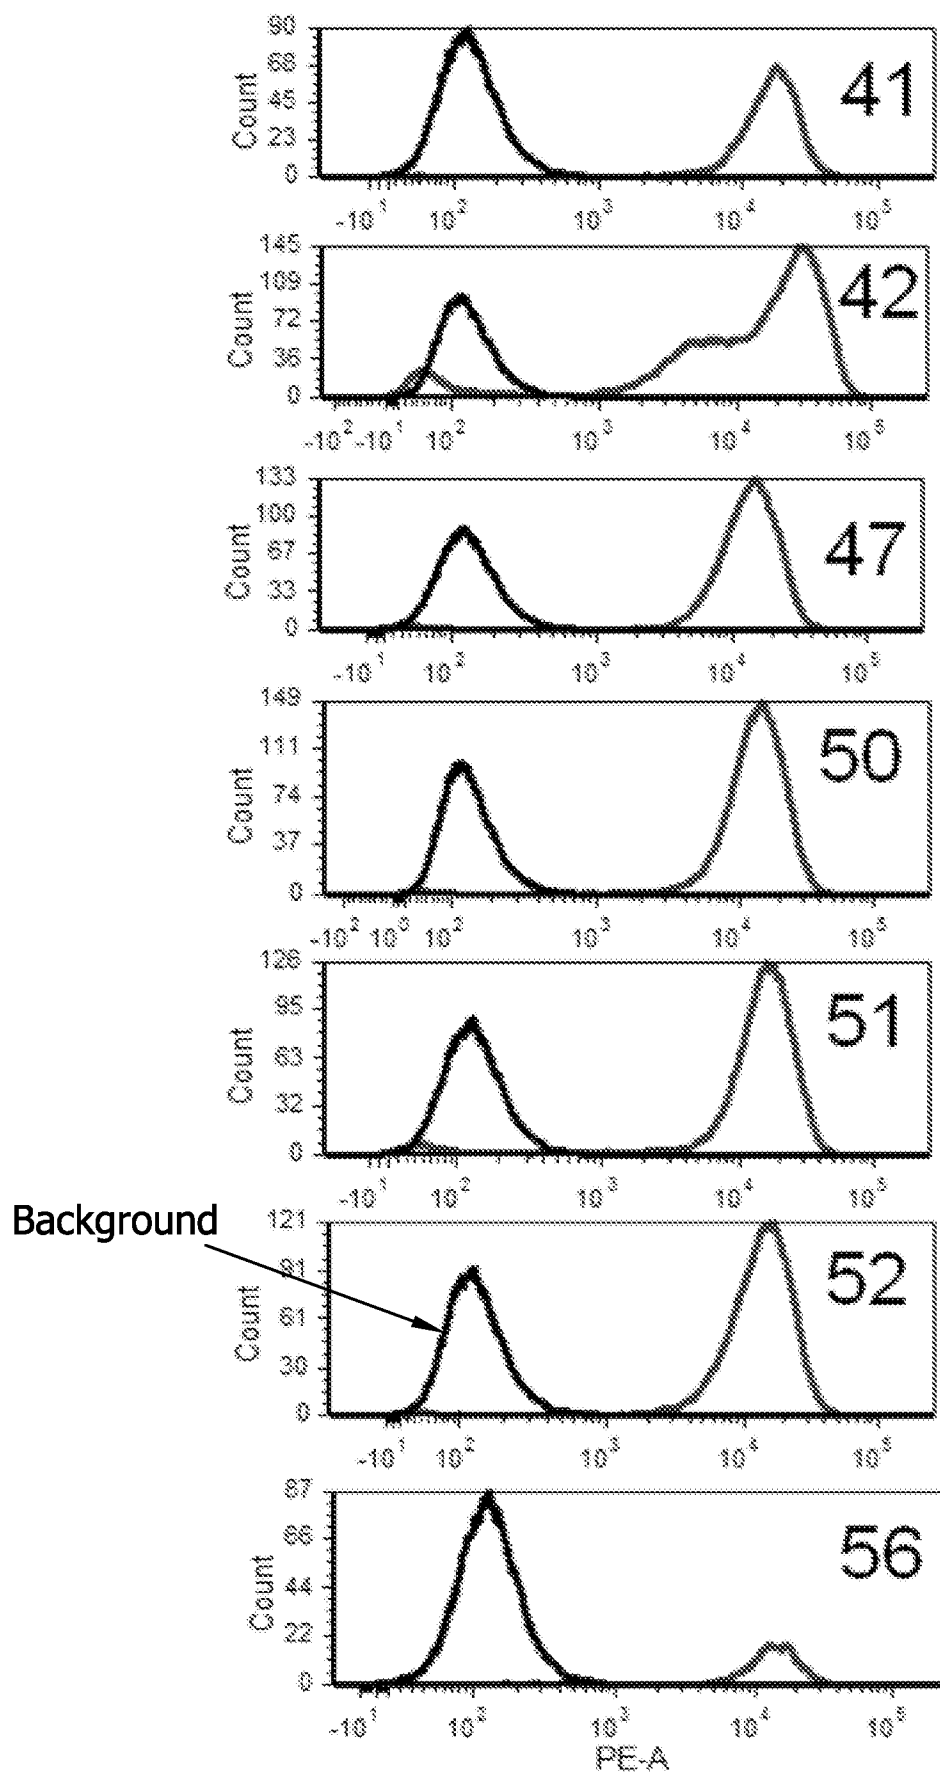 90
68
45
23
0
Count
41
-10¹ 10² 10³ 10⁴ 10⁵
145
109
72
36
0
Count
42
-10² -10¹ 10² 10³ 10⁴ 10⁵
133
100
67
33
0
Count
47
-10¹ 10² 10³ 10⁴ 10⁵
149
111
74
37
0
Count
50
-10² 10⁰ 10² 10³ 10⁴ 10⁵
126
95
63
32
0
Count
51
-10¹ 10² 10³ 10⁴ 10⁵
Background
121
91
61
30
0
Count
52
-10¹ 10² 10³ 10⁴ 10⁵
87
66
44
22
0
Count
56
-10¹ 10² 10³ 10⁴ 10⁵
PE-A